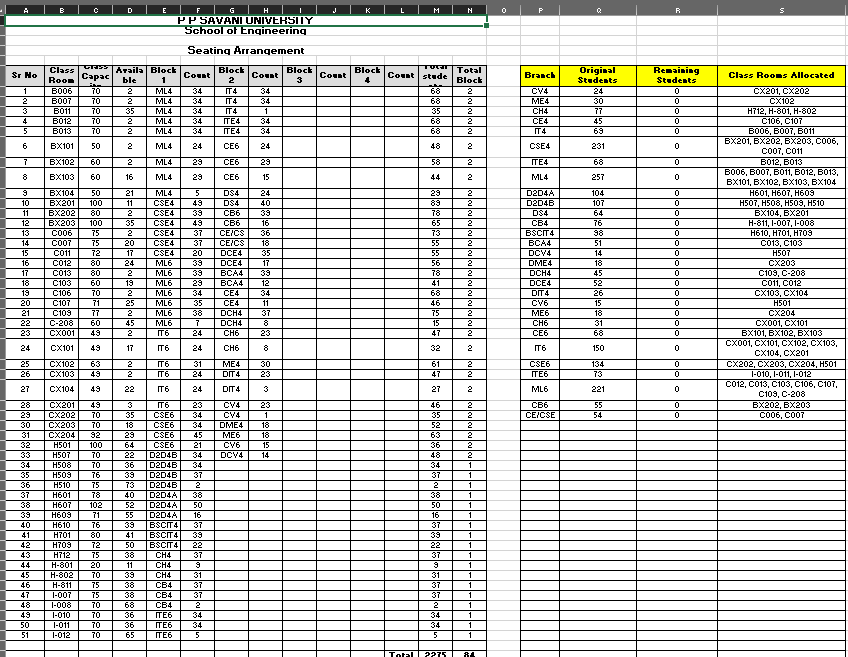 A B C D E F G H I J K L M N O P Q R S
P P SAVANI UNIVERSITY
School of Engineering
Seating Arrangement
Sr No Class Room Class Capac Availa ble Block 1 Count Block 2 Count Block 3 Count Block 4 Count Total stude Total Block
1 B006 70 2 ML4 34 IT4 34 68 2
2 B007 70 2 ML4 34 IT4 34 68 2
3 B011 70 35 ML4 34 IT4 1 35 2
4 B012 70 2 ML4 34 ITE4 34 68 2
5 B013 70 2 ML4 34 ITE4 34 68 2
6 BX101 50 2 ML4 24 CE6 24 48 2
7 BX102 60 2 ML4 29 CE6 29 58 2
8 BX103 60 16 ML4 29 CE6 15 44 2
9 BX104 50 21 ML4 5 DS4 24 29 2
10 BX201 100 11 CSE4 49 DS4 40 89 2
11 BX202 80 2 CSE4 39 CB6 39 78 2
12 BX203 100 35 CSE4 49 CB6 16 65 2
13 C006 75 2 CSE4 37 CE/CS 36 73 2
14 C007 75 20 CSE4 37 CE/CS 18 55 2
15 C011 72 17 CSE4 20 DCE4 35 55 2
16 C012 80 24 ML6 39 DCE4 17 56 2
17 C013 80 2 ML6 39 BCA4 39 78 2
18 C103 60 19 ML6 29 BCA4 12 41 2
19 C106 70 2 ML6 34 CE4 34 68 2
20 C107 71 25 ML6 35 CE4 11 46 2
21 C109 77 2 ML6 38 DCH4 37 75 2
22 C-208 60 45 ML6 7 DCH4 8 15 2
23 CX001 49 2 IT6 24 CH6 23 47 2
24 CX101 49 17 IT6 24 CH6 8 32 2
25 CX102 63 2 IT6 31 ME4 30 61 2
26 CX103 49 2 IT6 24 DIT4 23 47 2
27 CX104 49 22 IT6 24 DIT4 3 27 2
28 CX201 49 3 IT6 23 CV4 23 46 2
29 CX202 70 35 CSE6 34 CV4 1 35 2
30 CX203 70 18 CSE6 34 DME4 18 52 2
31 CX204 92 29 CSE6 45 ME6 18 63 2
32 H501 100 64 CSE6 21 CV6 15 36 2
33 H507 70 22 D2D4B 34 DCV4 14 48 2
34 H508 70 36 D2D4B 34 34 1
35 H509 76 39 D2D4B 37 37 1
36 H510 75 73 D2D4B 2 2 1
37 H601 78 40 D2D4A 38 38 1
38 H607 102 52 D2D4A 50 50 1
39 H609 71 55 D2D4A 16 16 1
40 H610 76 39 BSCIT4 37 37 1
41 H701 80 41 BSCIT4 39 39 1
42 H709 72 50 BSCIT4 22 22 1
43 H712 75 38 CH4 37 37 1
44 H-801 20 11 CH4 9 9 1
45 H-802 70 39 CH4 31 31 1
46 H-811 75 38 CB4 37 37 1
47 I-007 75 38 CB4 37 37 1
48 I-008 70 68 CB4 2 2 1
49 I-010 70 36 ITE6 34 34 1
50 I-011 70 36 ITE6 34 34 1
51 I-012 70 65 ITE6 5 5 1
Total 2275 84
Branch Original Students Remaining Students Class Rooms Allocated
CV4 24 0 CX201, CX202
ME4 30 0 CX102
CH4 77 0 H712, H-801, H-802
CE4 45 0 C106, C107
IT4 69 0 B006, B007, B011
CSE4 231 0 BX201, BX202, BX203, C006,
C007, C011
ITE4 68 0 B012, B013
ML4 257 0 B006, B007, B011, B012, B013,
BX101, BX102, BX103, BX104
D2D4A 104 0 H601, H607, H609
D2D4B 107 0 H507, H508, H509, H510
DS4 64 0 BX104, BX201
CB4 76 0 H-811, I-007, I-008
BSCIT4 98 0 H610, H701, H709
BCA4 51 0 C013, C103
DCV4 14 0 H507
DME4 18 0 CX203
DCH4 45 0 C109, C-208
DCE4 52 0 C011, C012
DIT4 26 0 CX103, CX104
CV6 15 0 H501
ME6 18 0 CX204
CH6 31 0 CX001, CX101
CE6 68 0 BX101, BX102, BX103
IT6 150 0 CX001, CX101, CX102, CX103,
CX104, CX201
CSE6 134 0 CX202, CX203, CX204, H501
ITE6 73 0 I-010, I-011, I-012
ML6 221 0 C012, C013, C103, C106, C107,
C109, C-208
CB6 55 0 BX202, BX203
CE/CSE 54 0 C006, C007